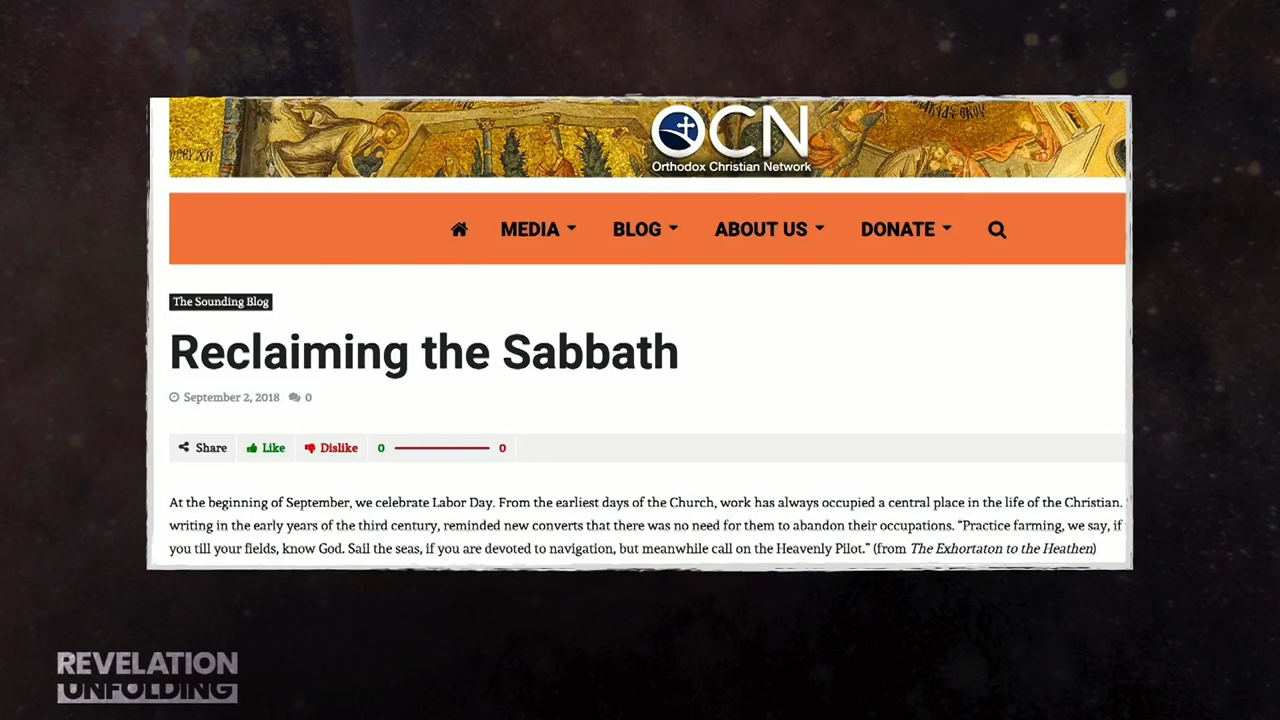 OCN
Orthodox Christian Network
MEDIA BLOG ABOUT US DONATE
The Sounding Blog
Reclaiming the Sabbath
September 2, 2018 0
Share Like Dislike 0 0
At the beginning of September, we celebrate Labor Day. From the earliest days of the Church, work has always occupied a central place in the life of the Christian.
writing in the early years of the third century, reminded new converts that there was no need for them to abandon their occupations. “Practice farming, we say, if
you till your fields, know God. Sail the seas, if you are devoted to navigation, but meanwhile call on the Heavenly Pilot.” (from The Exhortaton to the Heathen)
REVELATION
UNFOLDING